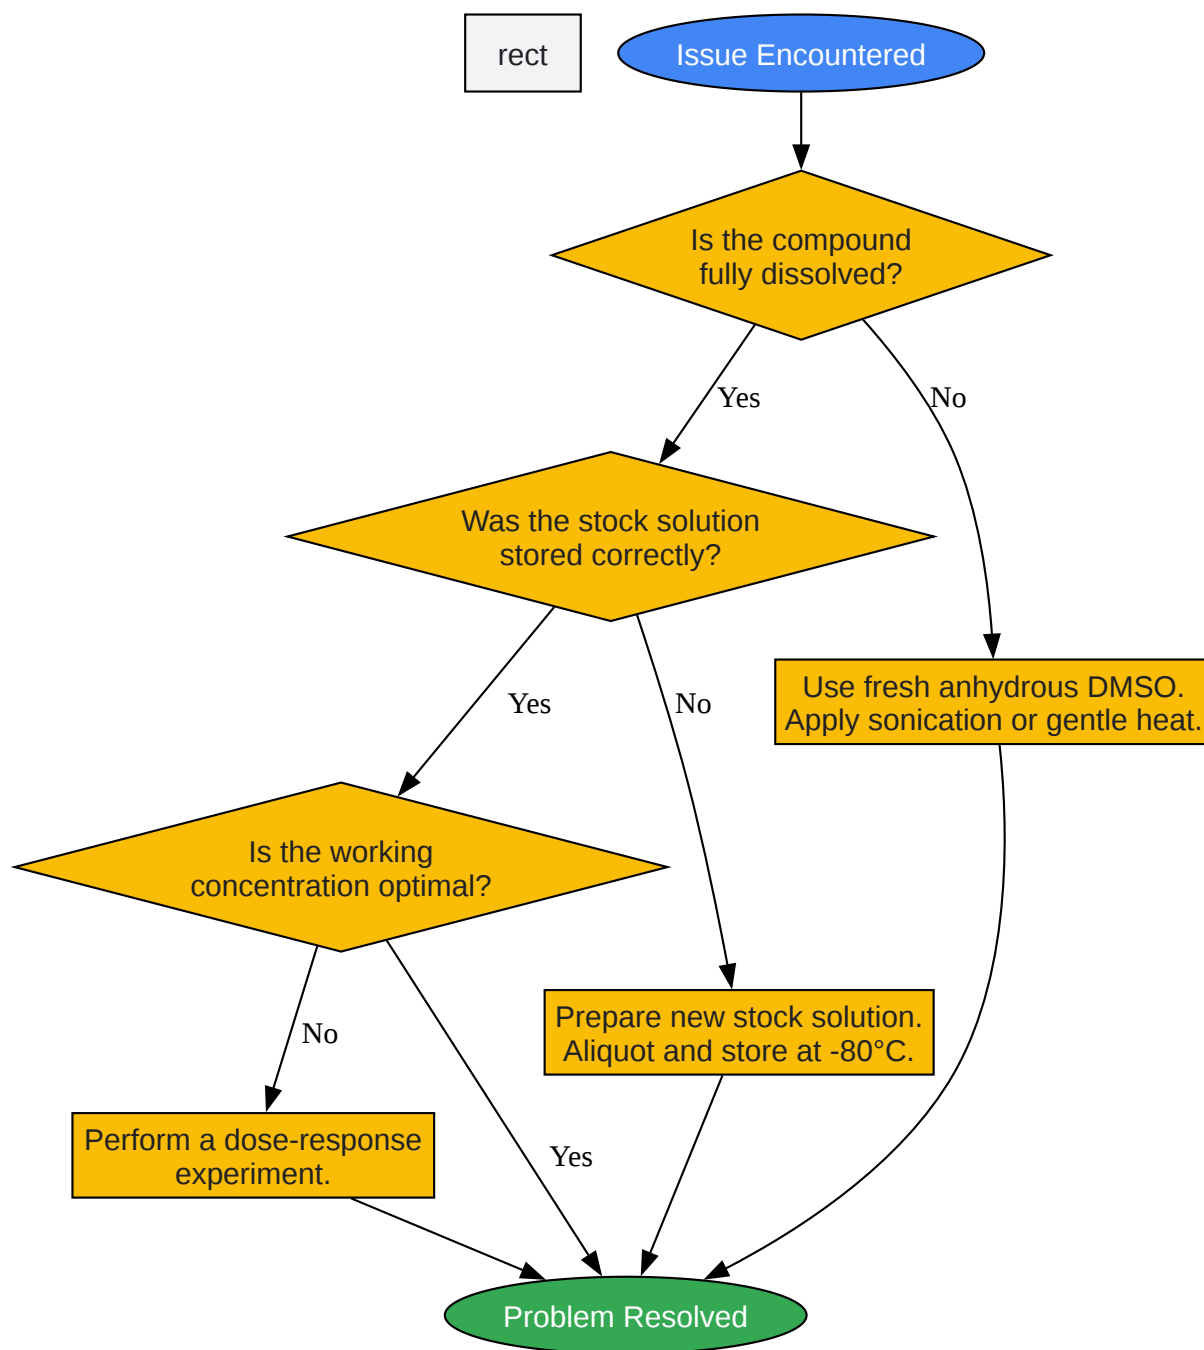 rect
Issue Encountered
Is the compound
fully dissolved?
Yes
No
Was the stock solution
stored correctly?
Yes
No
Use fresh anhydrous DMSO.
Apply sonication or gentle heat.
Is the working
concentration optimal?
No
Prepare new stock solution.
Aliquot and store at -80°C.
Perform a dose-response
experiment.
Yes
Problem Resolved